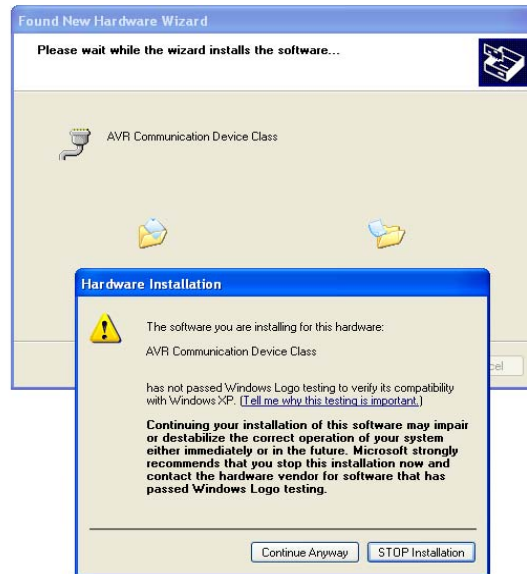 Found New Hardware Wizard
Please wait while the wizard installs the software...
AVR Communication Device Class
Hardware Installation
The software you are installing for this hardware:
AVR Communication Device Class
has not passed Windows Logo testing to verify its compatibility
with Windows XP. (Tell me why this testing is important.)
Continuing your installation of this software may impair
or destabilize the correct operation of your system
either immediately or in the future. Microsoft strongly
recommends that you stop this installation now and
contact the hardware vendor for software that has
passed Windows Logo testing.
cel
Continue Anyway
STOP Installation